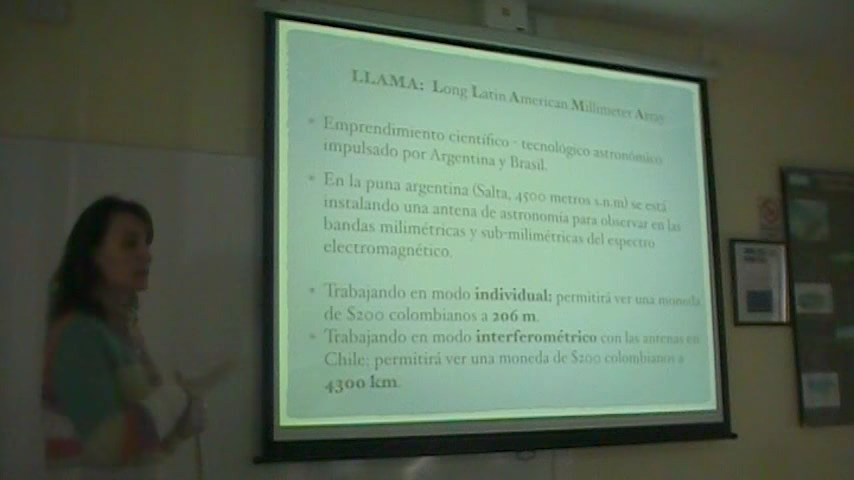 LLAMA: Long Latin American Millimeter Array
* Emprendimiento científico - tecnológico astronómico
impulsado por Argentina y Brasil.
* En la puna argentina (Salta, 4500 metros s.n.m) se está
instalando una antena de astronomía para observar en las
bandas milimétricas y sub-milimétricas del espectro
electromagnético.
* Trabajando en modo individual: permitirá ver una moneda
de $200 colombianos a 206 m.
* Trabajando en modo interferométrico con las antenas en
Chile: permitirá ver una moneda de $200 colombianos a
4300 km.